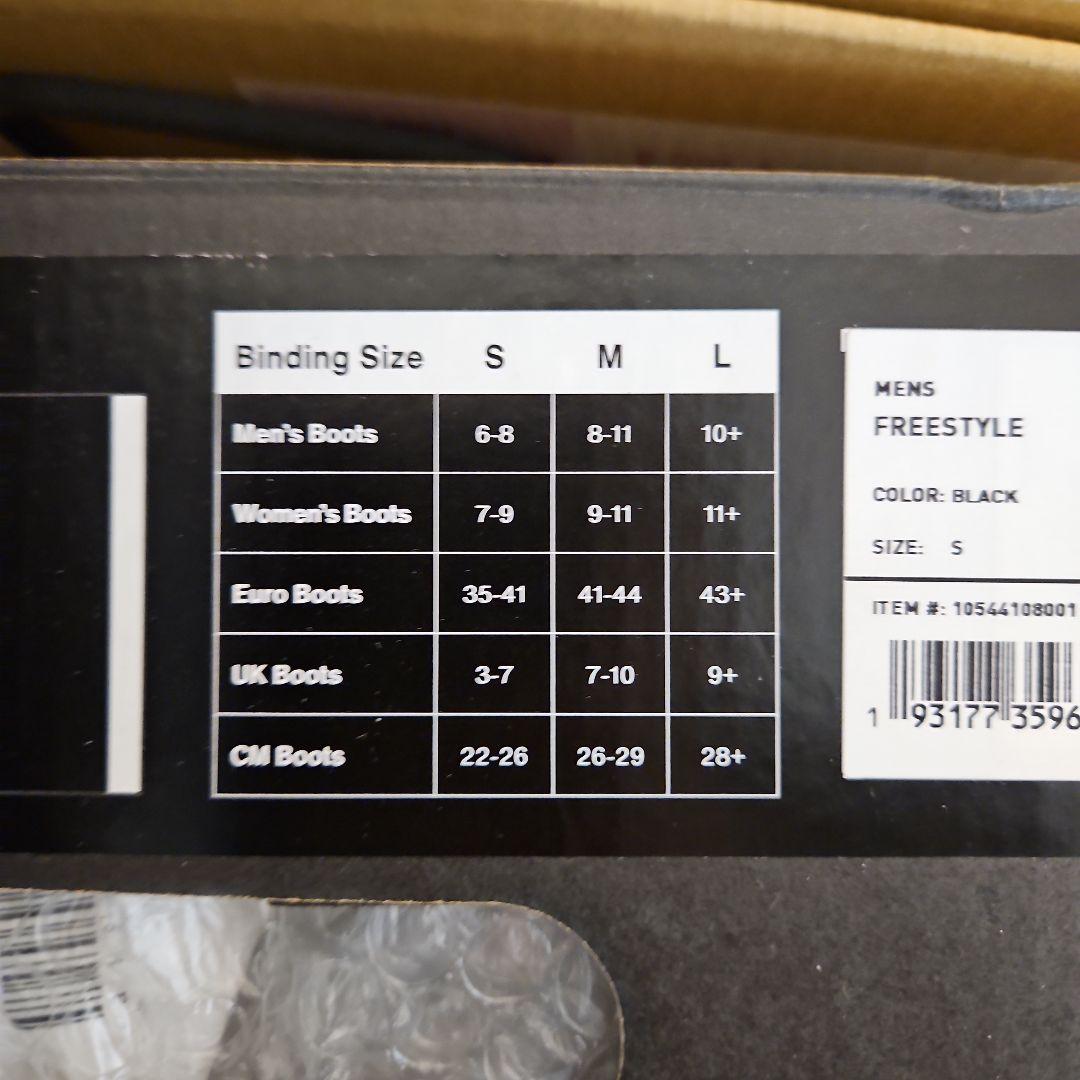 Binding Size S M L
Men's Boots 6-8 8-11 10+
Women's Boots 7-9 9-11 11+
Euro Boots 35-41 41-44 43+
UK Boots 3-7 7-10 9+
CM Boots 22-26 26-29 28+
MENS
FREESTYLE
COLOR: BLACK
SIZE: S
ITEM #: 10544108001
1 93177 3596